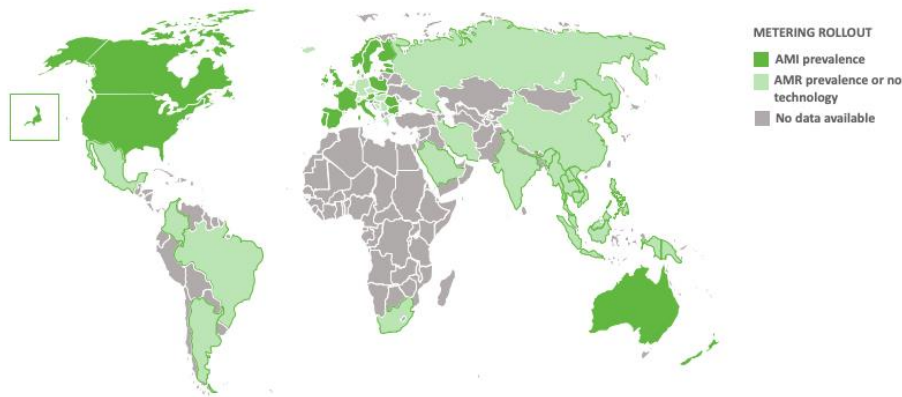 METERING ROLLOUT
AMI prevalence
AMR prevalence or no
technology
No data available